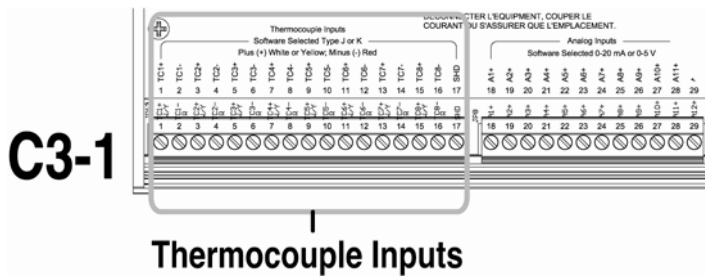 DÉCONNECTER L'EQUIPMENT, COUPER LE
COURANT OU S'ASSURER QUE L'EMPLACEMENT.
Thermocouple Inputs
Software Selected Type J or K
Plus (+) White or Yellow; Minus (-) Red
Analog Inputs
Software Selected 0-20 mA or 0-5 V
TC1+ TC1- TC2+ TC2- TC3+ TC3- TC4+ TC4- TC5+ TC5- TC6+ TC6- TC7+ TC7- TC8+ TC8- SHD A1+ A2+ A3+ A4+ A5+ A6+ A7+ A8+ A9+ A10+ A11+
1 2 3 4 5 6 7 8 9 10 11 12 13 14 15 16 17 18 19 20 21 22 23 24 25 26 27 28 29
1 2 3 4 5 6 7 8 9 10 11 12 13 14 15 16 17 18 19 20 21 22 23 24 25 26 27 28 29
C3-1
Thermocouple Inputs